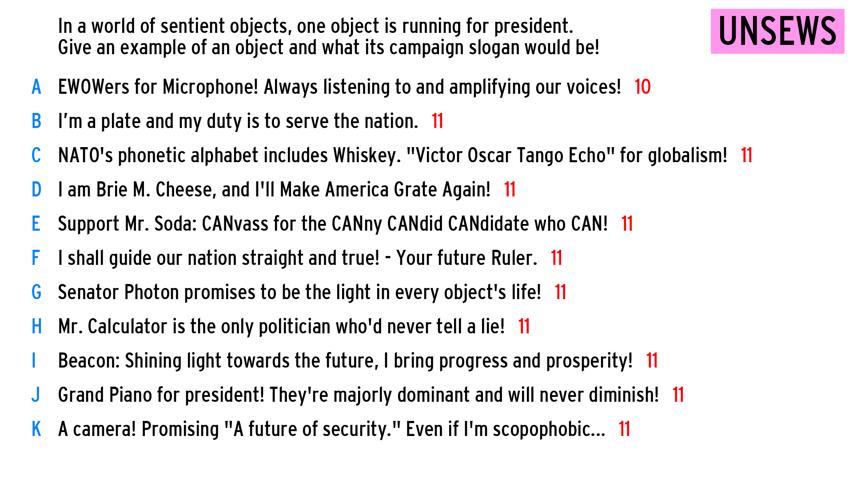 In a world of sentient objects, one object is running for president.
Give an example of an object and what its campaign slogan would be!
UNSEWS
A EWOWers for Microphone! Always listening to and amplifying our voices! 10
B I'm a plate and my duty is to serve the nation. 11
C NATO's phonetic alphabet includes Whiskey. "Victor Oscar Tango Echo" for globalism! 11
D I am Brie M. Cheese, and I'll Make America Grate Again! 11
E Support Mr. Soda: CANvass for the CANny CANdid CANdidate who CAN! 11
F I shall guide our nation straight and true! - Your future Ruler. 11
G Senator Photon promises to be the light in every object's life! 11
H Mr. Calculator is the only politician who'd never tell a lie! 11
I Beacon: Shining light towards the future, I bring progress and prosperity! 11
J Grand Piano for president! They're majorly dominant and will never diminish! 11
K A camera! Promising "A future of security." Even if I'm scopophobic... 11